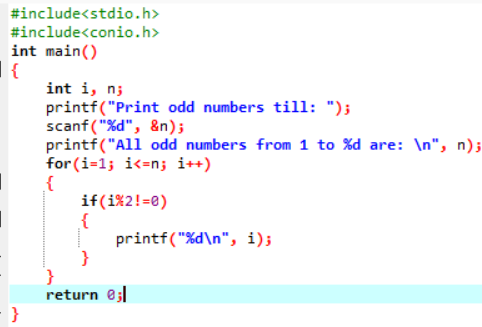 #include<stdio.h>
#include<conio.h>
int main()
{
    int i, n;
    printf("Print odd numbers till: ");
    scanf("%d", &n);
    printf("All odd numbers from 1 to %d are: \n", n);
    for(i=1; i<=n; i++)
    {
        if(i%2!=0)
        {
            printf("%d\n", i);
        }
    }
    return 0;
}